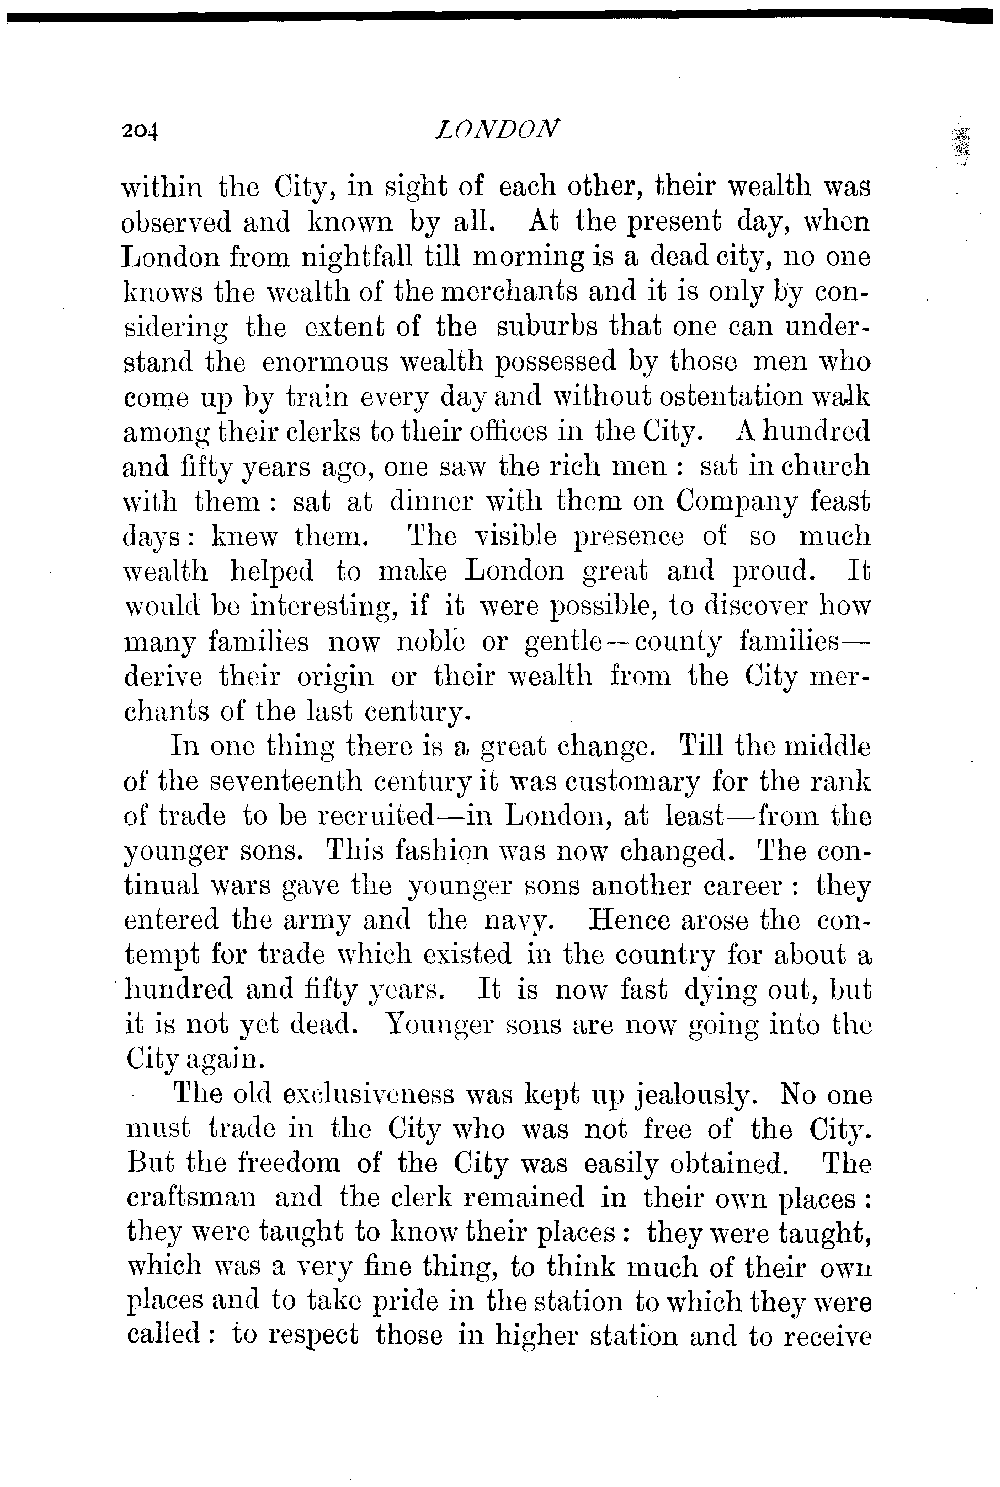 204 LONDON
within the City, in sight of each other, their wealth was
observed and known by all. At the present day, when
London from nightfall till morning is a dead city, no one
knows the wealth of the merchants and it is only by con-
sidering the extent of the suburbs that one can under-
stand the enormous wealth possessed by those men who
come up by train every day and without ostentation walk
among their clerks to their offices in the City. A hundred
and fifty years ago, one saw the rich men : sat in church
with them : sat at dinner with them on Company feast
days : knew them. The visible presence of so much
wealth helped to make London great and proud. It
would be interesting, if it were possible, to discover how
many families now noble or gentle—county families—
derive their origin or their wealth from the City mer-
chants of the last century.
In one thing there is a great change. Till the middle
of the seventeenth century it was customary for the rank
of trade to be recruited—in London, at least—from the
younger sons. This fashion was now changed. The con-
tinual wars gave the younger sons another career : they
entered the army and the navy. Hence arose the con-
tempt for trade which existed in the country for about a
hundred and fifty years. It is now fast dying out, but
it is not yet dead. Younger sons are now going into the
City again.
The old exclusiveness was kept up jealously. No one
must trade in the City who was not free of the City.
But the freedom of the City was easily obtained. The
craftsman and the clerk remained in their own places :
they were taught to know their places : they were taught,
which was a very fine thing, to think much of their own
places and to take pride in the station to which they were
called : to respect those in higher station and to receive